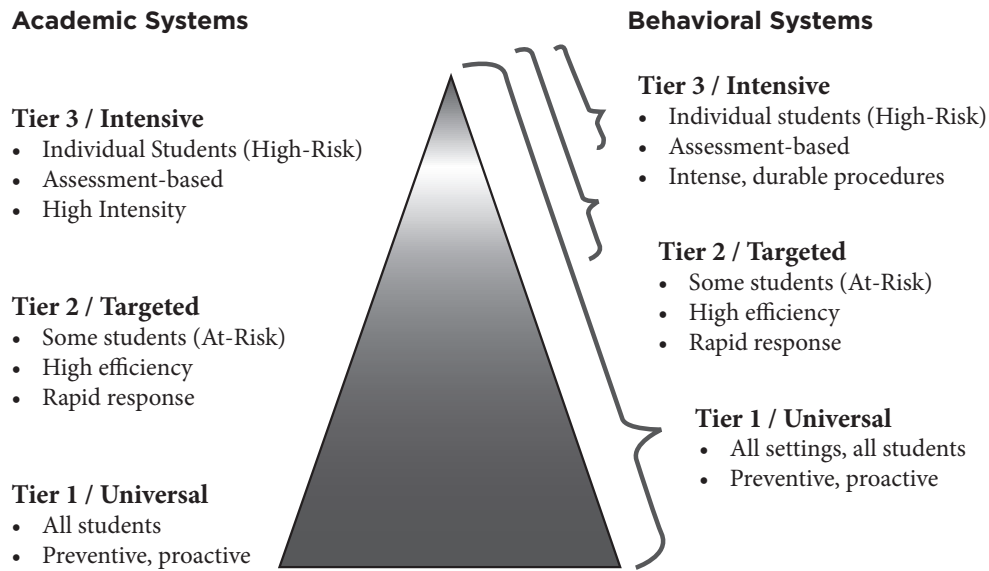 Academic Systems
Tier 3 / Intensive
• Individual Students (High-Risk)
• Assessment-based
• High Intensity
Tier 2 / Targeted
• Some students (At-Risk)
• High efficiency
• Rapid response
Tier 1 / Universal
• All students
• Preventive, proactive
Behavioral Systems
Tier 3 / Intensive
• Individual students (High-Risk)
• Assessment-based
• Intense, durable procedures
Tier 2 / Targeted
• Some students (At-Risk)
• High efficiency
• Rapid response
Tier 1 / Universal
• All settings, all students
• Preventive, proactive